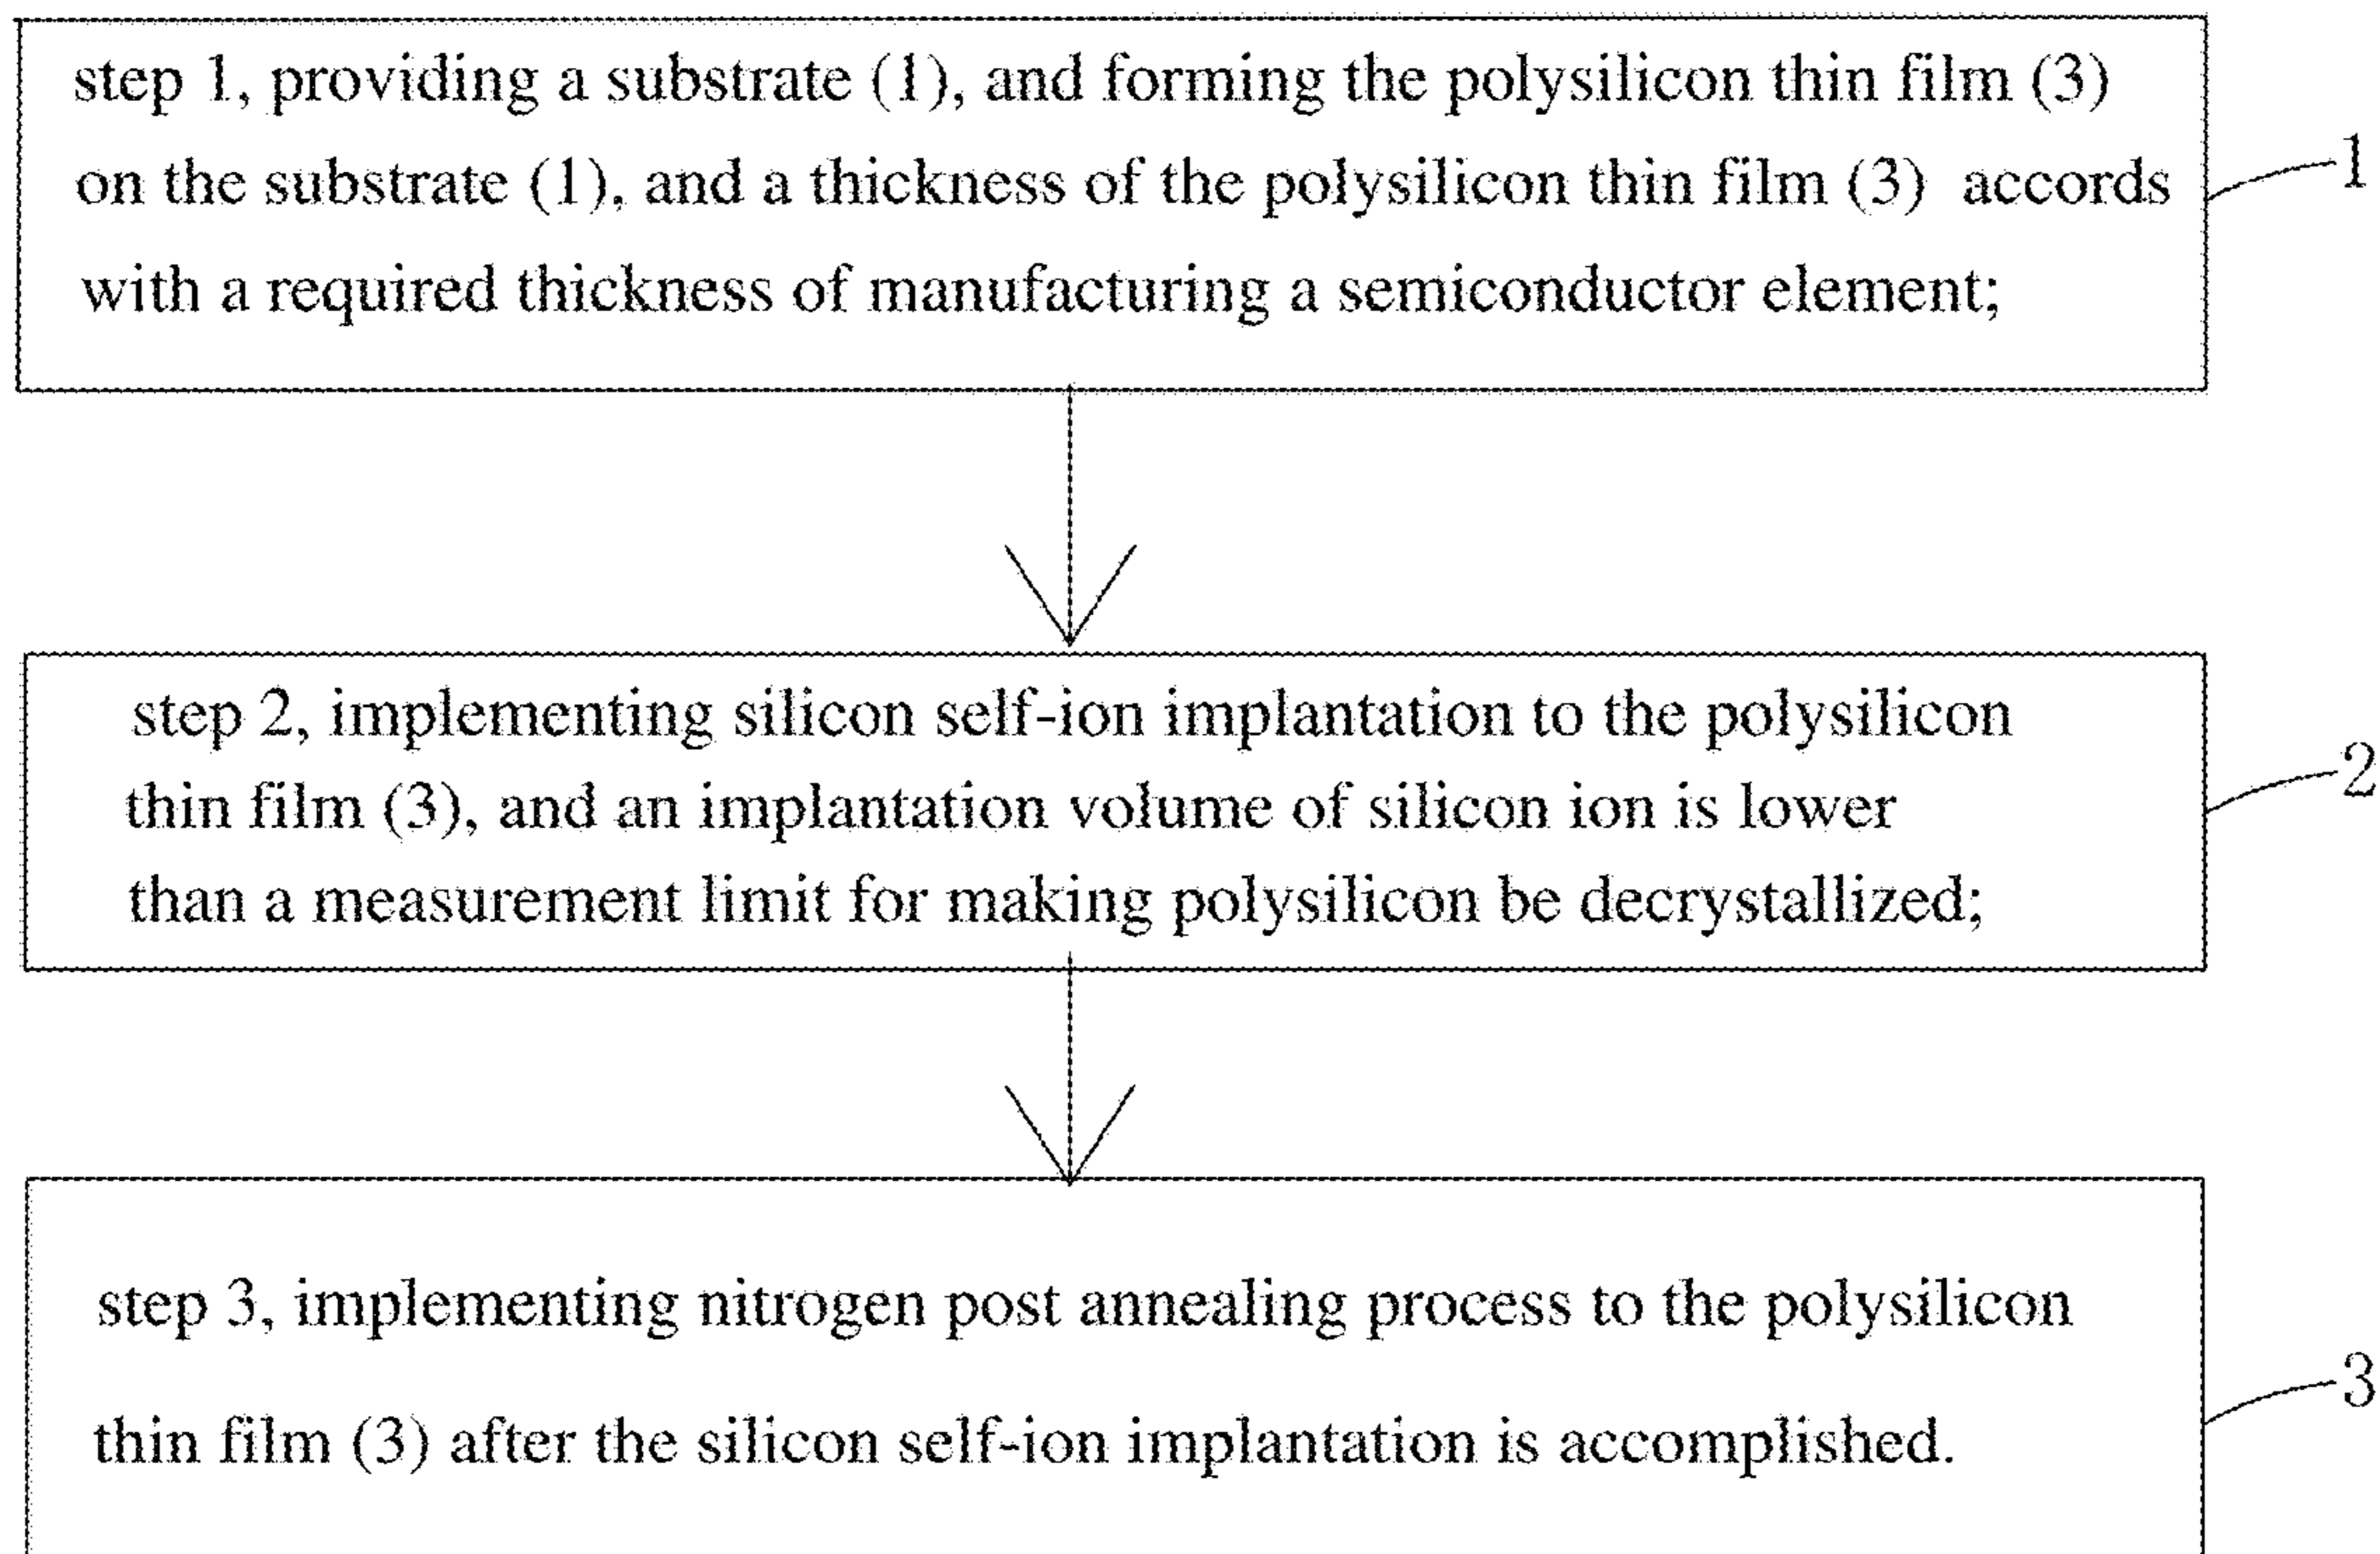 step 1, providing a substrate (1), and forming the polysilicon thin film (3)
on the substrate (1), and a thickness of the polysilicon thin film (3) accords
with a required thickness of manufacturing a semiconductor element;
1
step 2, implementing silicon self-ion implantation to the polysilicon
thin film (3), and an implantation volume of silicon ion is lower
than a measurement limit for making polysilicon be decrystallized;
2
step 3, implementing nitrogen post annealing process to the polysilicon
thin film (3) after the silicon self-ion implantation is accomplished.
3